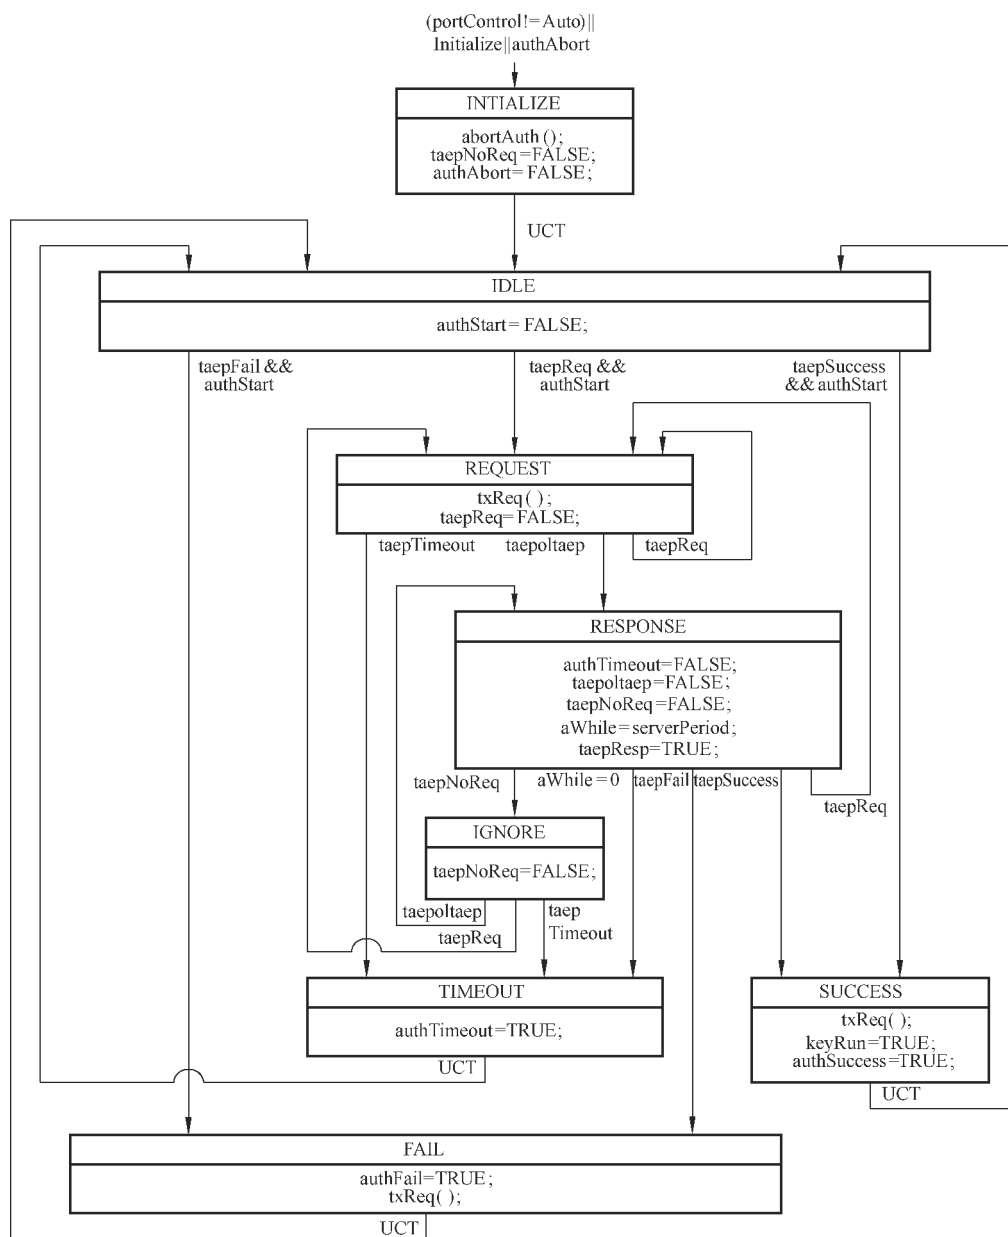 (portControl!=Auto)||
Initialize||authAbort
INTIALIZE
abortAuth();
taepNoReq=FALSE;
authAbort=FALSE;
UCT
IDLE
authStart=FALSE;
taepFail &&
authStart
taepReq &&
authStart
taepSuccess
&& authStart
REQUEST
txReq( );
taepReq=FALSE;
taepTimeout
taepoltaep
taepReq
RESPONSE
authTimeout=FALSE;
taepoltaep=FALSE;
taepNoReq=FALSE;
aWhile=serverPeriod;
taepResp=TRUE;
taepNoReq
aWhile=0
taepFail
taepSuccess
taepReq
IGNORE
taepNoReq=FALSE;
taepoltaep
taepReq
taep
Timeout
TIMEOUT
authTimeout=TRUE;
UCT
SUCCESS
txReq( );
keyRun=TRUE;
authSuccess=TRUE;
UCT
FAIL
authFail=TRUE;
txReq( );
UCT